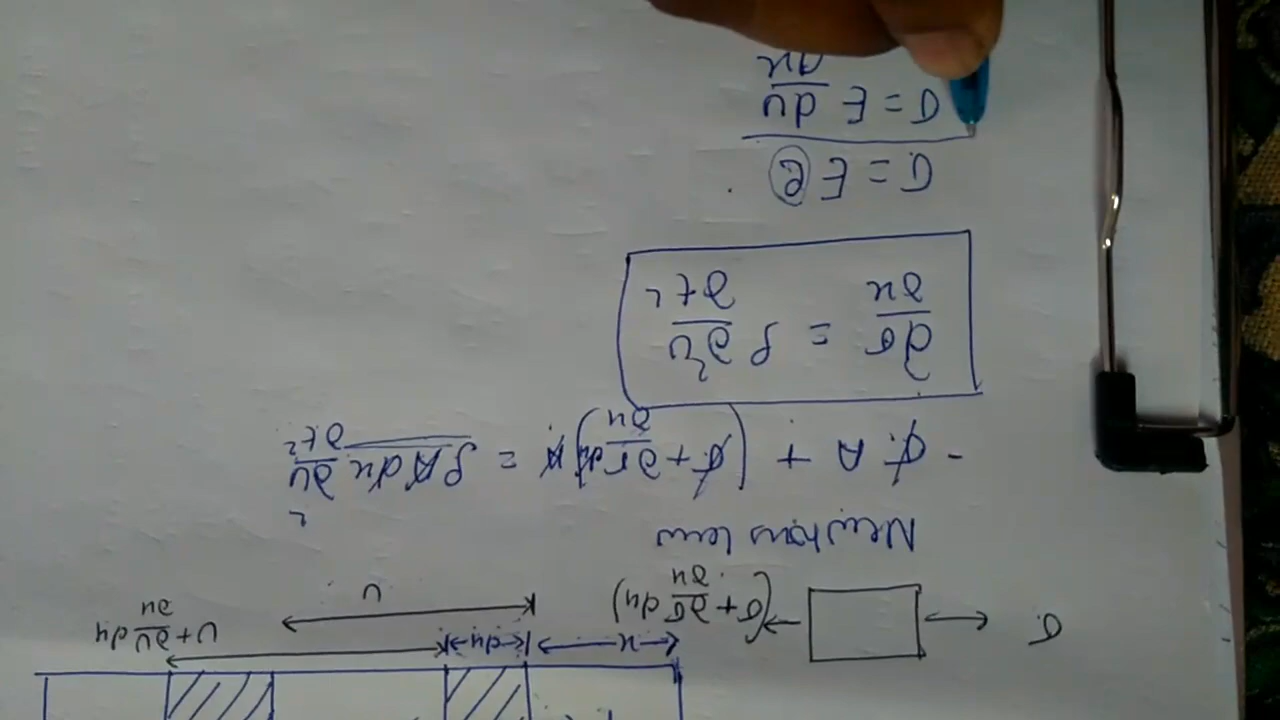 U + ∂U/∂x dx
x dx
U
σ (σ + ∂σ/∂x dx)
Newtons Law
- σ. A + (σ + ∂σ/∂x dx) A = ρ A dx ∂²U/∂t²
∂σ/∂x = ρ ∂²U/∂t²
σ = E e
σ = E du/dx